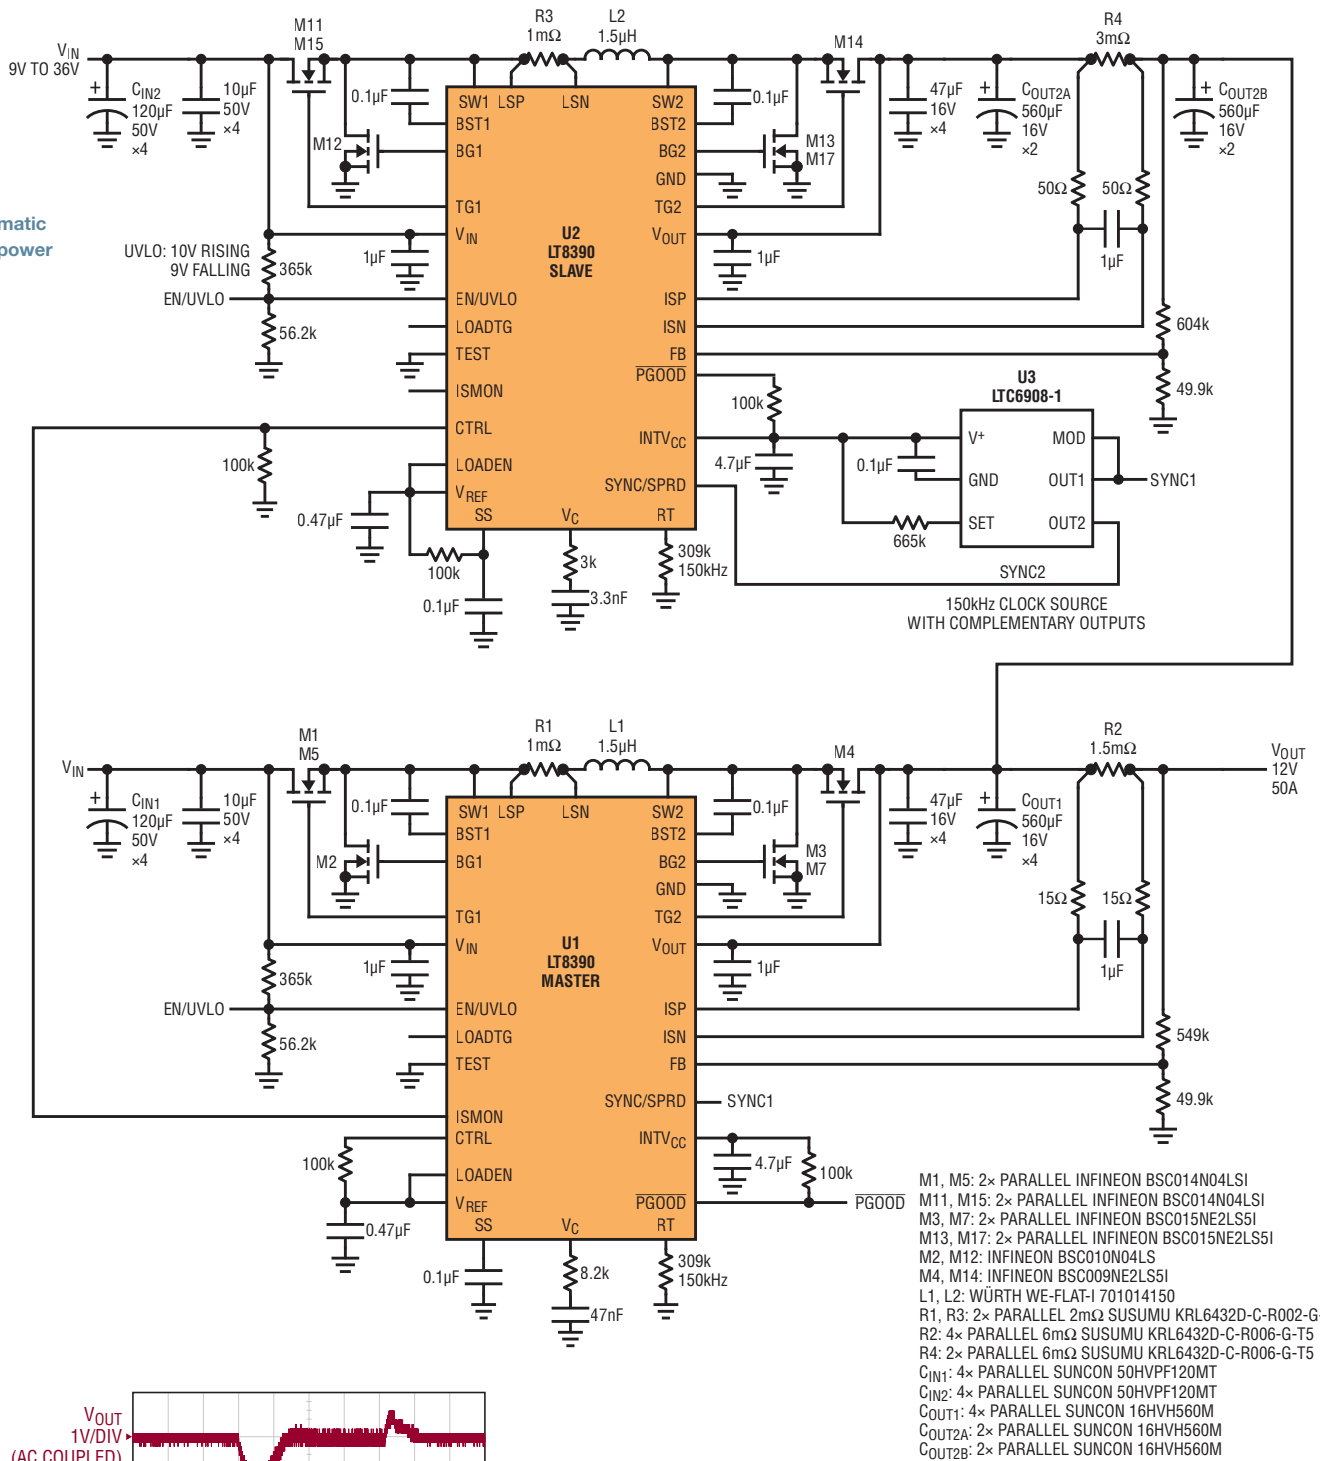 M11
M15
R3
1mΩ
L2
1.5µH
M14
R4
3mΩ
VIN
9V TO 36V
+
CIN2
120µF
50V
×4
10µF
50V
×4
0.1µF
SW1 LSP
LSN
SW2
BST1
BST2
0.1µF
47µF
16V
×4
+
COUT2A
560µF
16V
×2
+
COUT2B
560µF
16V
×2
M12
BG1
BG2
M13
M17
GND
50Ω
50Ω
TG1
TG2
matic
power
UVLO: 10V RISING
9V FALLING
365k
1µF
VIN
U2
LT8390
SLAVE
VOUT
1µF
1µF
EN/UVLO
EN/UVLO
ISP
56.2k
LOADTG
ISN
604k
TEST
FB
PGOOD
ISMON
100k
U3
LTC6908-1
49.9k
CTRL
INTVCC
V+
MOD
100k
LOADEN
4.7µF
0.1µF
GND
OUT1
SYNC1
VREF
SYNC/SPRD
0.47µF
SS
VC
RT
665k
SET
OUT2
100k
3k
309k
150kHz
SYNC2
0.1µF
3.3nF
150kHz CLOCK SOURCE
WITH COMPLEMENTARY OUTPUTS
M1
M5
R1
1mΩ
L1
1.5µH
M4
R2
1.5mΩ
VIN
VOUT
12V
50A
+
CIN1
120µF
50V
×4
10µF
50V
×4
0.1µF
SW1 LSP
LSN
SW2
BST1
BST2
0.1µF
47µF
16V
×4
+
COUT1
560µF
16V
×4
M2
BG1
BG2
M3
M7
GND
15Ω
15Ω
TG1
TG2
365k
1µF
VIN
U1
LT8390
MASTER
VOUT
1µF
1µF
EN/UVLO
EN/UVLO
ISP
56.2k
LOADTG
ISN
549k
TEST
FB
SYNC/SPRD
SYNC1
49.9k
ISMON
CTRL
INTVCC
100k
4.7µF
100k
LOADEN
VREF
PGOOD
PGOOD
0.47µF
SS
VC
RT
0.1µF
8.2k
309k
150kHz
47nF
M1, M5: 2× PARALLEL INFINEON BSC014N04LSI
M11, M15: 2× PARALLEL INFINEON BSC014N04LSI
M3, M7: 2× PARALLEL INFINEON BSC015NE2LS5I
M13, M17: 2× PARALLEL INFINEON BSC015NE2LS5I
M2, M12: INFINEON BSC010N04LS
M4, M14: INFINEON BSC009NE2LS5I
L1, L2: WÜRTH WE-FLAT-I 701014150
R1, R3: 2× PARALLEL 2mΩ SUSUMU KRL6432D-C-R002-G-
R2: 4× PARALLEL 6mΩ SUSUMU KRL6432D-C-R006-G-T5
R4: 2× PARALLEL 6mΩ SUSUMU KRL6432D-C-R006-G-T5
CIN1: 4× PARALLEL SUNCON 50HVPF120MT
CIN2: 4× PARALLEL SUNCON 50HVPF120MT
COUT1: 4× PARALLEL SUNCON 16HVH560M
COUT2A: 2× PARALLEL SUNCON 16HVH560M
COUT2B: 2× PARALLEL SUNCON 16HVH560M
VOUT
1V/DIV
(AC COUPLED)